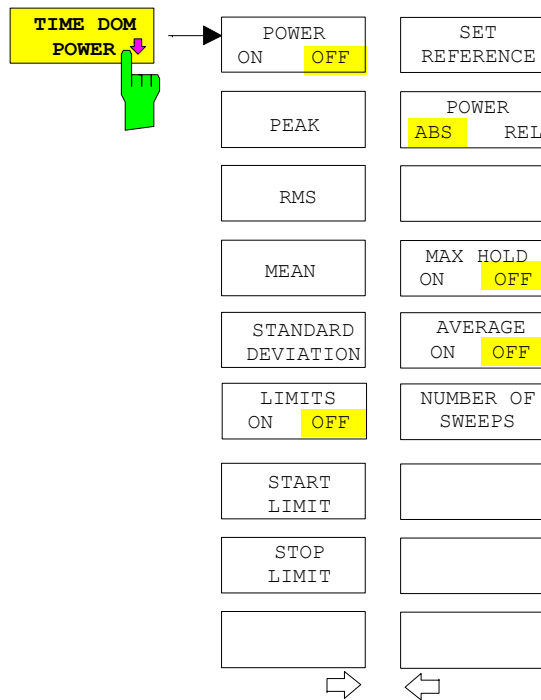 TIME DOM
POWER
POWER
ON OFF
PEAK
RMS
MEAN
STANDARD
DEVIATION
LIMITS
ON OFF
START
LIMIT
STOP
LIMIT
SET
REFERENCE
POWER
ABS REL
MAX HOLD
ON OFF
AVERAGE
ON OFF
NUMBER OF
SWEEPS